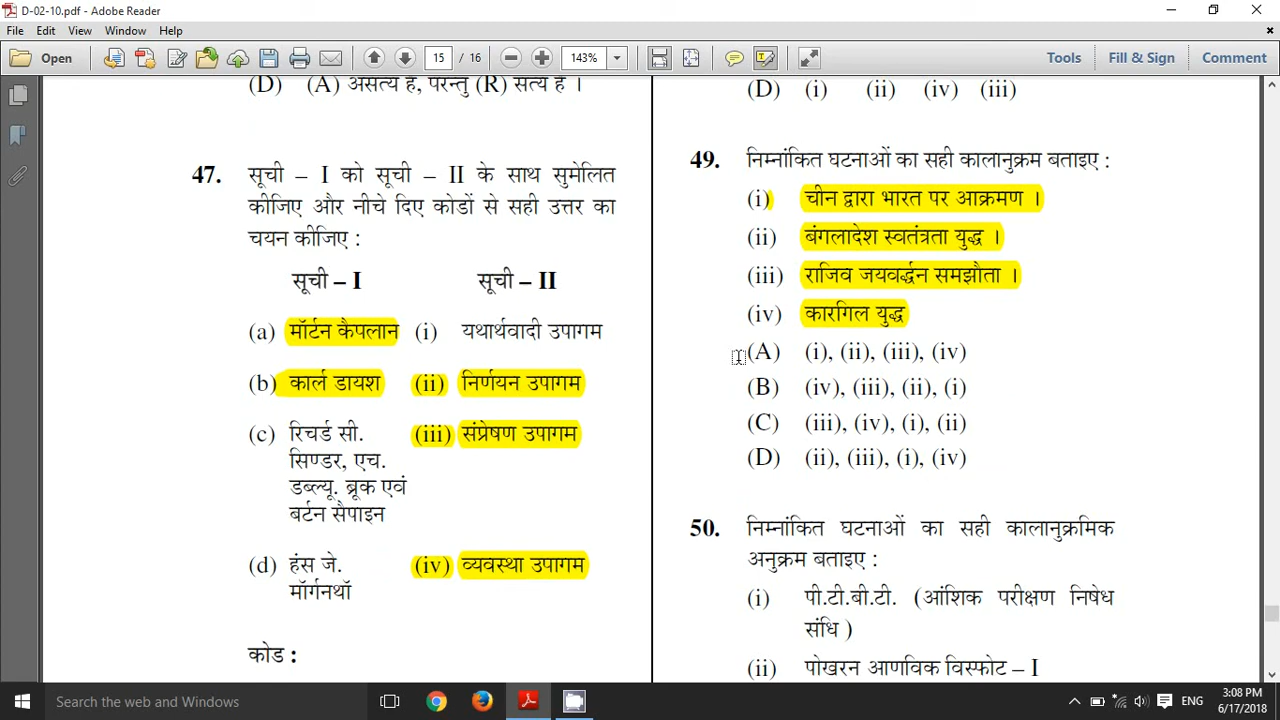 D-02-10.pdf - Adobe Reader
File Edit View Window Help
Open 15 / 16 143% Tools Fill & Sign Comment
(D) (A) असत्य है, परन्तु (R) सत्य है ।
47. सूची – I को सूची – II के साथ सुमेलित
कीजिए और नीचे दिए कोडों से सही उत्तर का
चयन कीजिए :
सूची – I सूची – II
(a) मॉर्टन कैपलान (i) यथार्थवादी उपागम
(b) कार्ल डायश (ii) निर्णयन उपागम
(c) रिचर्ड सी. (iii) संप्रेषण उपागम
सिण्डर, एच.
डब्ल्यू. ब्रूक एवं
बर्टन सैपाइन
(d) हंस जे. (iv) व्यवस्था उपागम
मॉर्गनथॉ
कोड :
(D) (i) (ii) (iv) (iii)
49. निम्नांकित घटनाओं का सही कालानुक्रम बताइए :
(i) चीन द्वारा भारत पर आक्रमण ।
(ii) बंगलादेश स्वतंत्रता युद्ध ।
(iii) राजिव जयवर्द्धन समझौता ।
(iv) कारगिल युद्ध
(A) (i), (ii), (iii), (iv)
(B) (iv), (iii), (ii), (i)
(C) (iii), (iv), (i), (ii)
(D) (ii), (iii), (i), (iv)
50. निम्नांकित घटनाओं का सही कालानुक्रमिक
अनुक्रम बताइए :
(i) पी.टी.बी.टी. (आंशिक परीक्षण निषेध
संधि )
(ii) पोखरन आणविक विस्फोट – I
Search the web and Windows
ENG 3:08 PM
6/17/2018